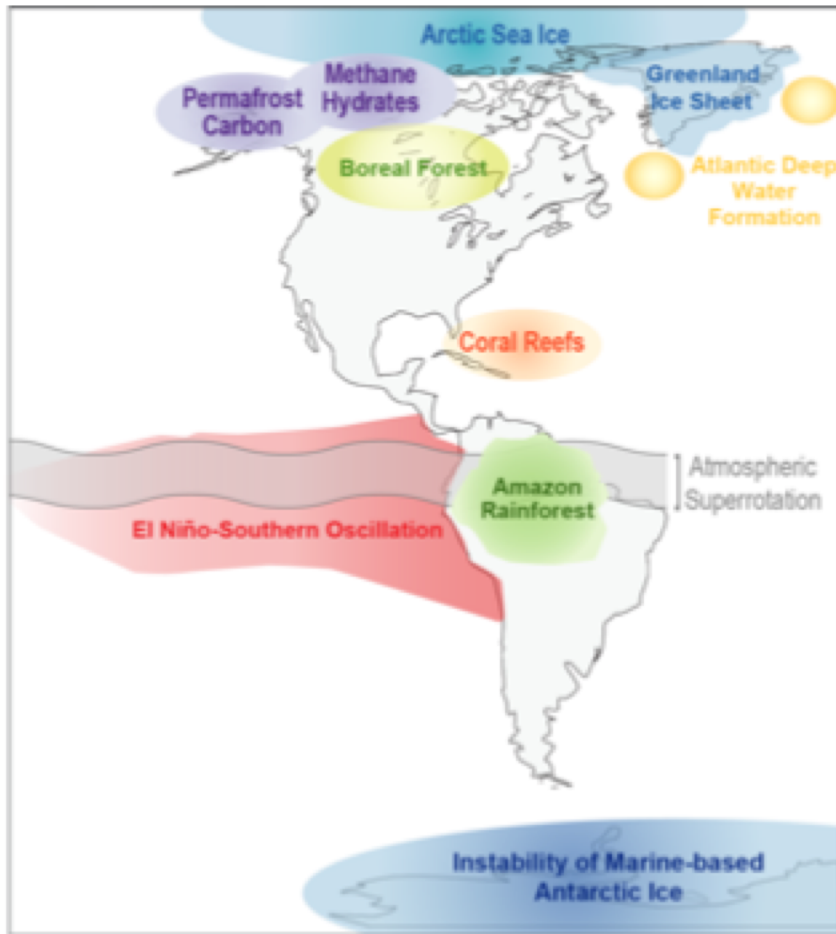 Arctic Sea Ice
Methane
Hydrates
Permafrost
Carbon
Greenland
Ice Sheet
Boreal Forest
Atlantic Deep
Water
Formation
Coral Reefs
Atmospheric
Superrotation
Amazon
Rainforest
El Niño-Southern Oscillation
Instability of Marine-based
Antarctic Ice